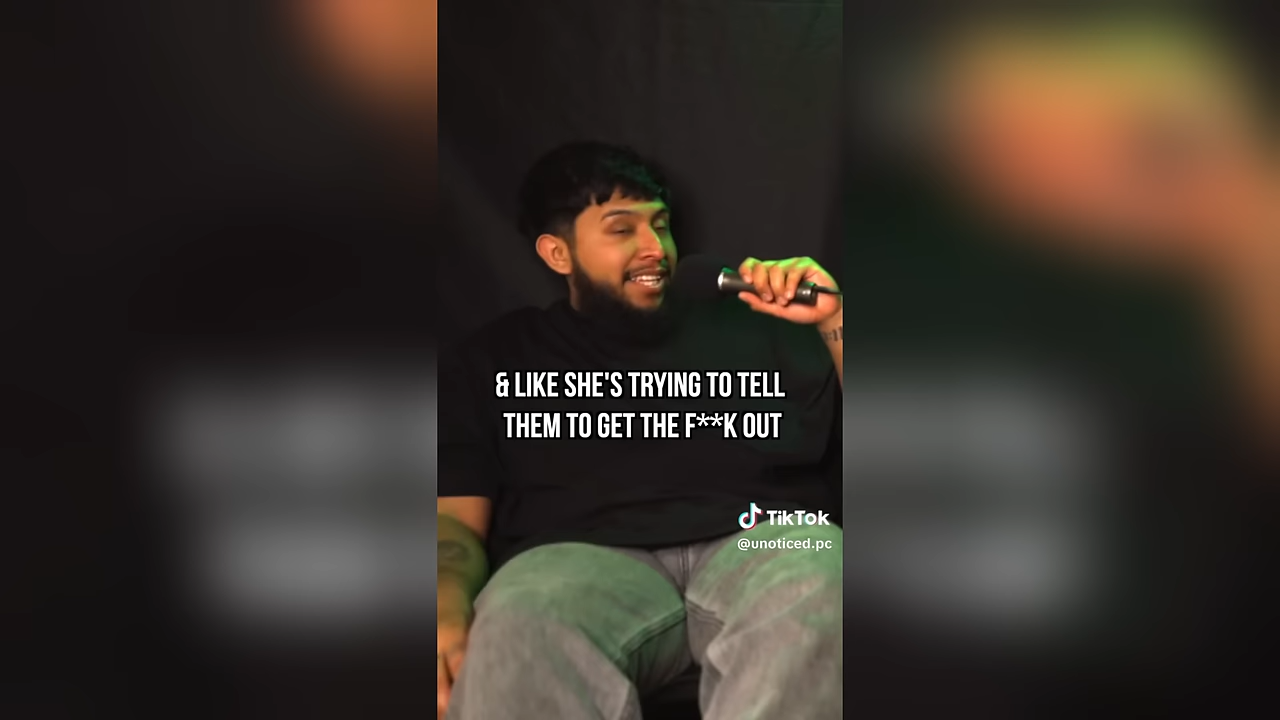 & LIKE SHE'S TRYING TO TELL
THEM TO GET THE F**K OUT
TikTok
@unoticed.pc